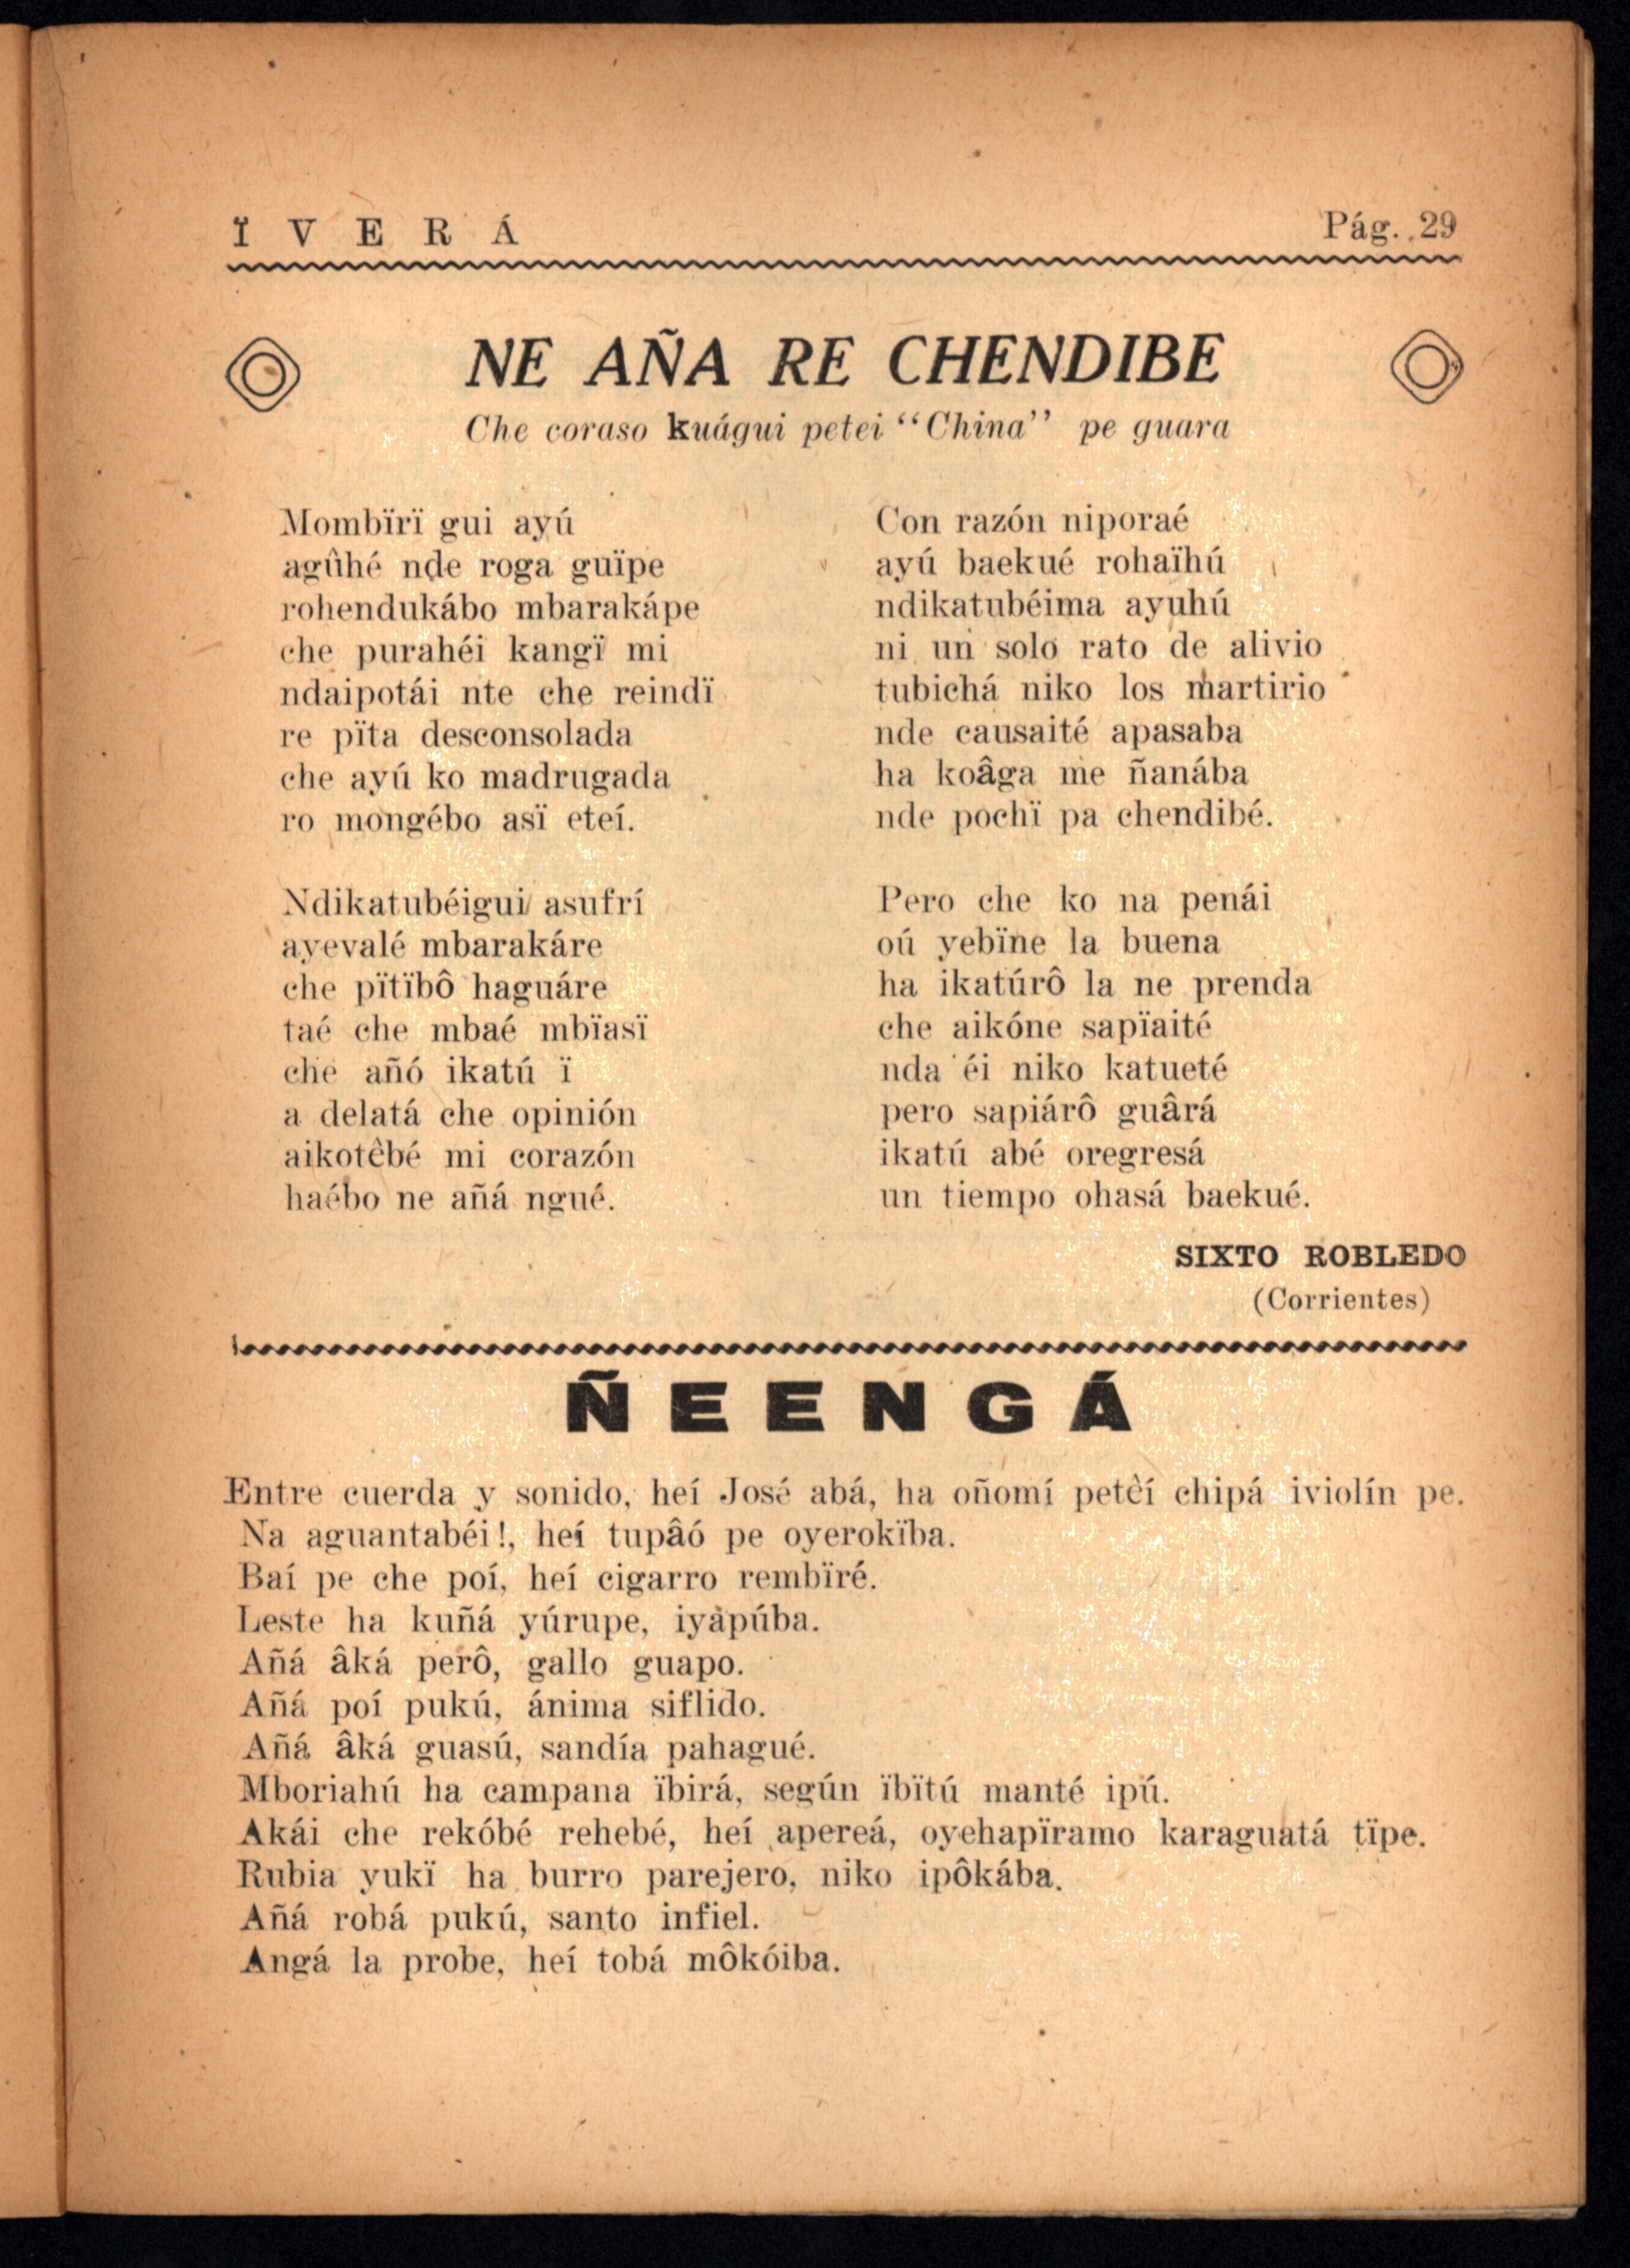 Ï V E R Á
Pág. 29
NE AÑA RE CHENDIBE
Che coraso kuágui petei “China” pe guara
Mombïrï gui ayú
agûhé nde roga guïpe
rohendukábo mbarakápe
che purahéi kangï mi
ndaipotái nte che reindï
re pïta desconsolada
che ayú ko madrugada
ro mongébo asï eteí.
Ndikatubéigui asufrí
ayevalé mbarakáre
che pïtïbô haguáre
taé che mbaé mbïasï
che añó ikatú ï
a delatá che opinión
aikotêbé mi corazón
haébo ne añá ngué.
Con razón niporaé
ayú baekué rohaïhú
ndikatubéima ayuhú
ni un solo rato de alivio
tubichá niko los martirio
nde causaité apasaba
ha koâga me ñanába
nde pochï pa chendibé.
Pero che ko na penái
oú yebïne la buena
ha ikatúrô la ne prenda
che aikóne sapïaité
nda éi niko katueté
pero sapiárô guârá
ikatú abé oregresá
un tiempo ohasá baekué.
SIXTO ROBLEDO
(Corrientes)
ÑEENGÁ
Entre cuerda y sonido, heí José abá, ha oñomí petêí chipá iviolín pe.
Na aguantabéi!, heí tupâó pe oyerokïba.
Baí pe che poí, heí cigarro rembïré.
Leste ha kuñá yúrupe, iyapúba.
Añá âká perô, gallo guapo.
Añá poí pukú, ánima siflido.
Añá âká guasú, sandía pahagué.
Mboriahú ha campana ïbirá, según ïbïtú manté ipú.
Akái che rekóbé rehebé, heí apereá, oyehapïramo karaguatá tïpe.
Rubia yukï ha burro parejero, niko ipôkába.
Añá robá pukú, santo infiel.
Angá la probe, heí tobá môkóiba.